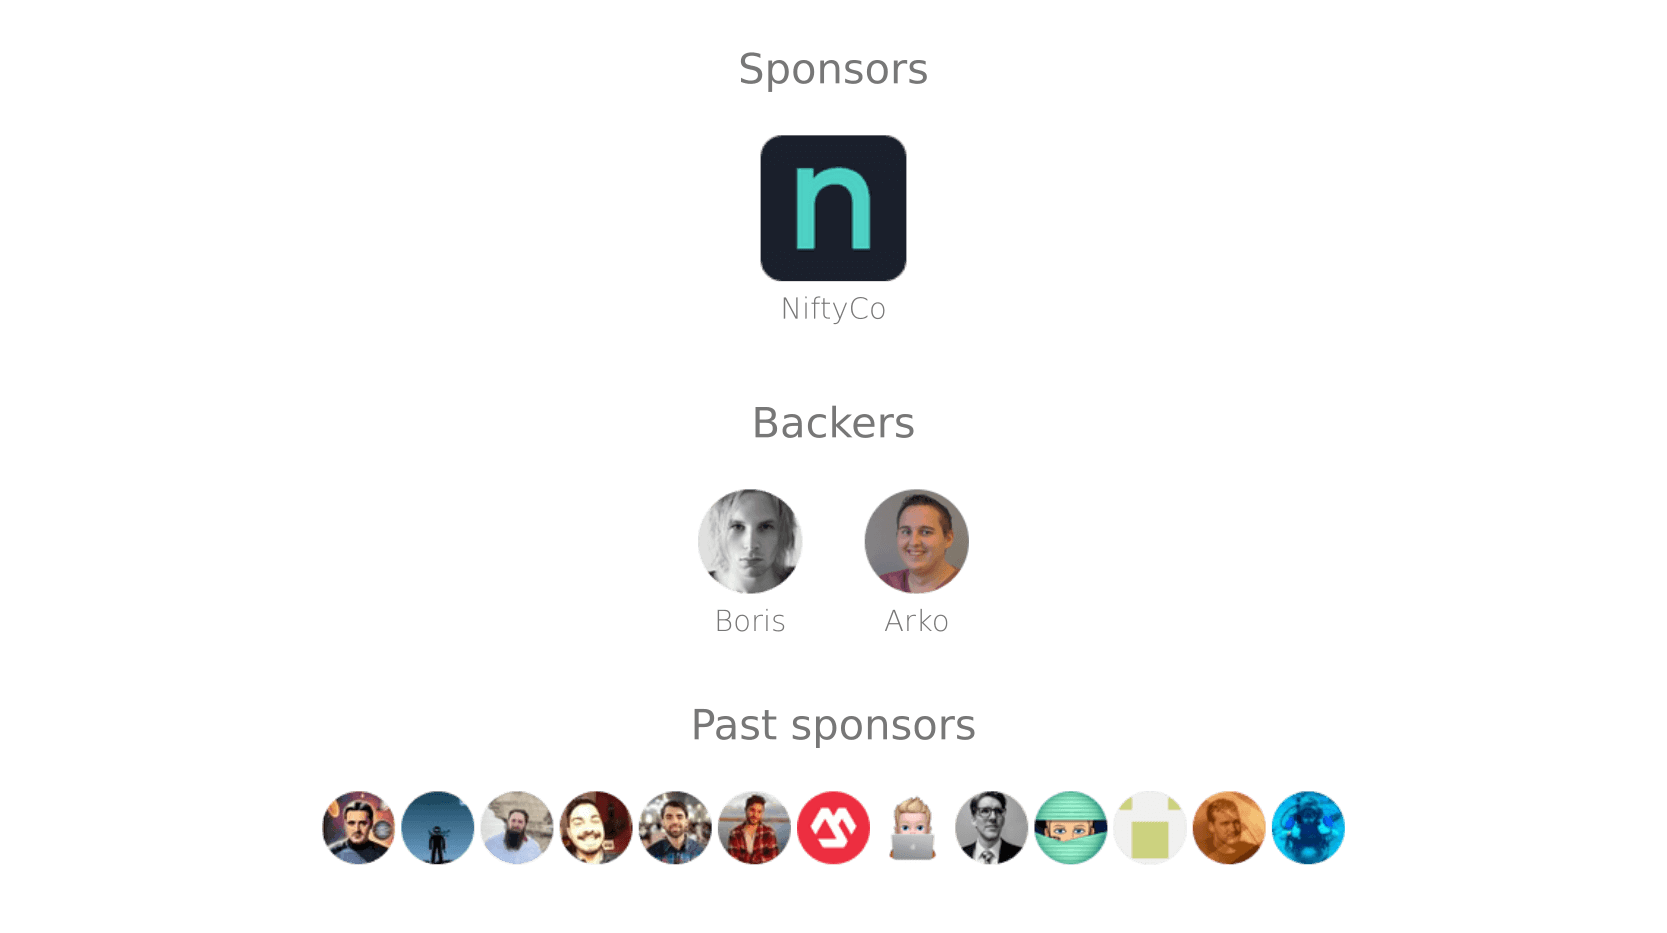 Sponsors
n
NiftyCo
Backers
Boris
Arko
Past sponsors